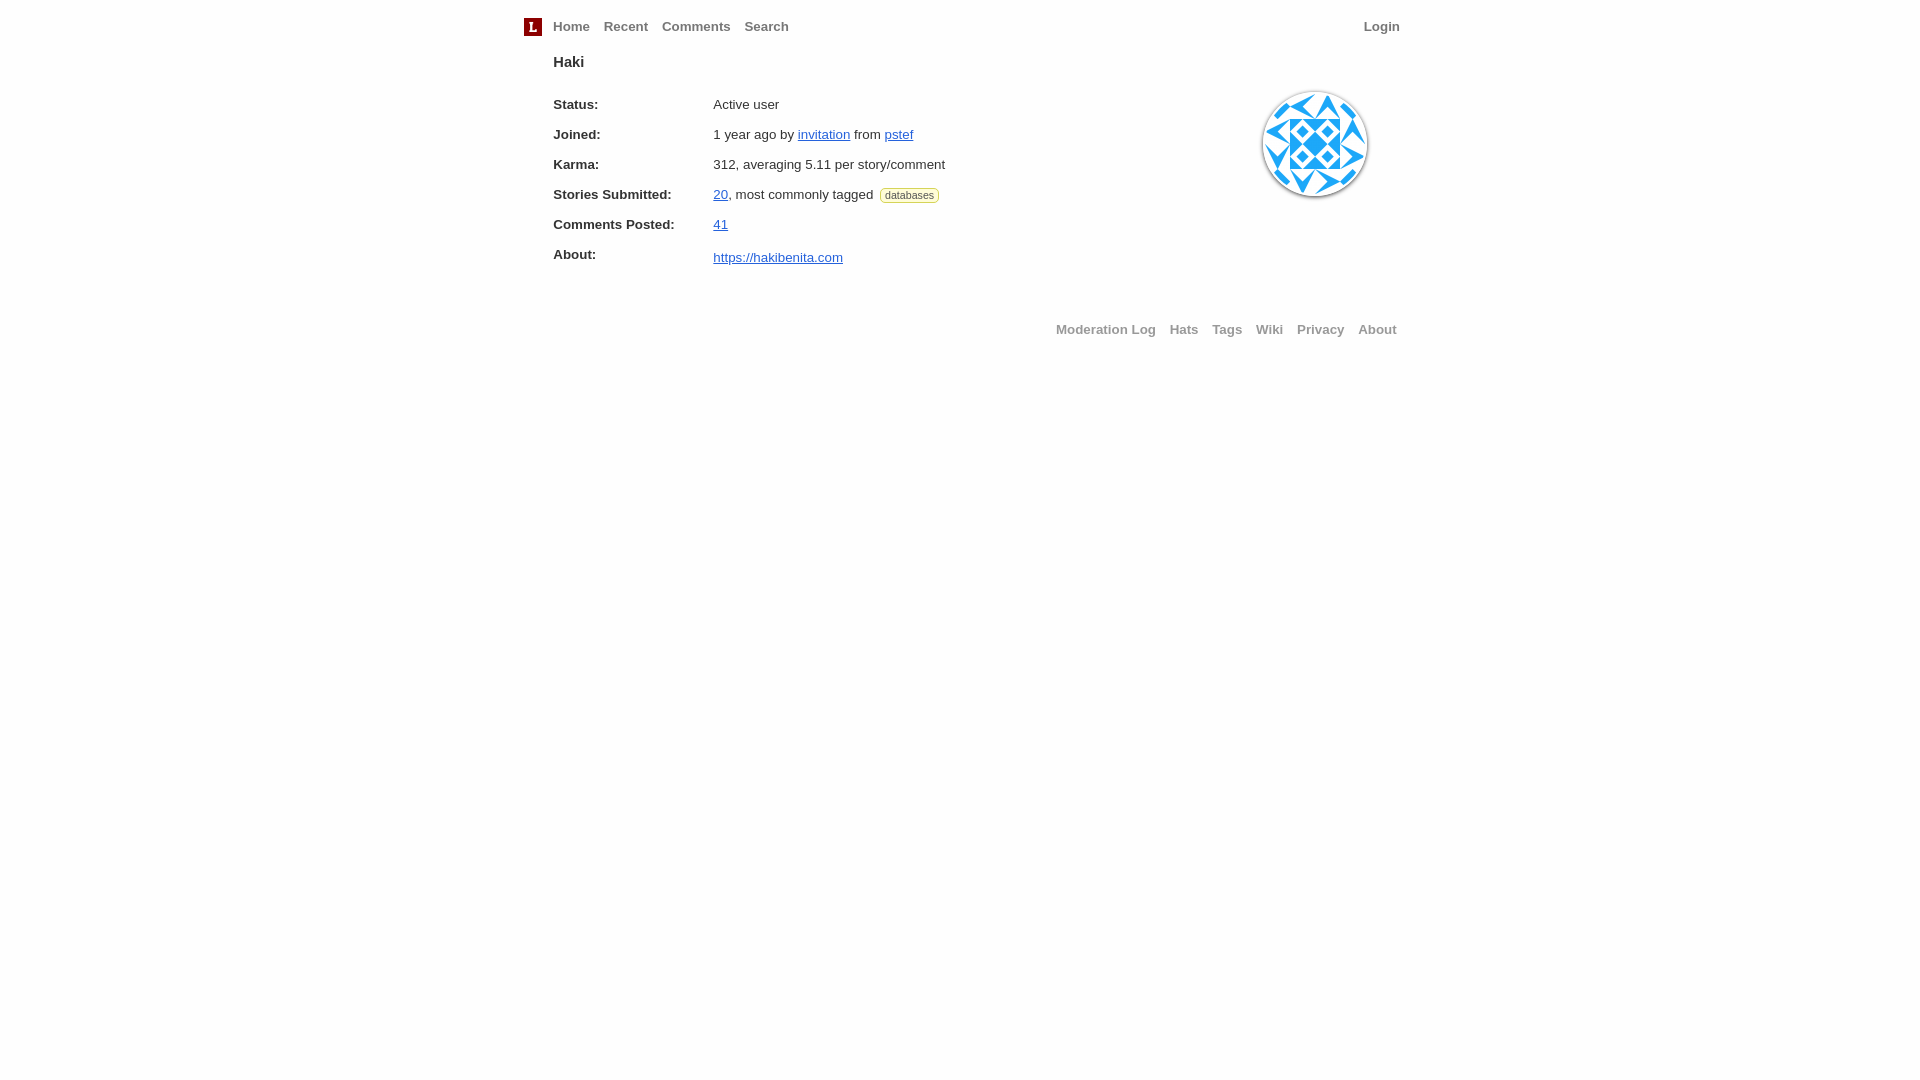 L Home Recent Comments Search Login
Haki
Status: Active user
Joined: 1 year ago by invitation from pstef
Karma: 312, averaging 5.11 per story/comment
Stories Submitted: 20, most commonly tagged databases
Comments Posted: 41
About: https://hakibenita.com
Moderation Log Hats Tags Wiki Privacy About